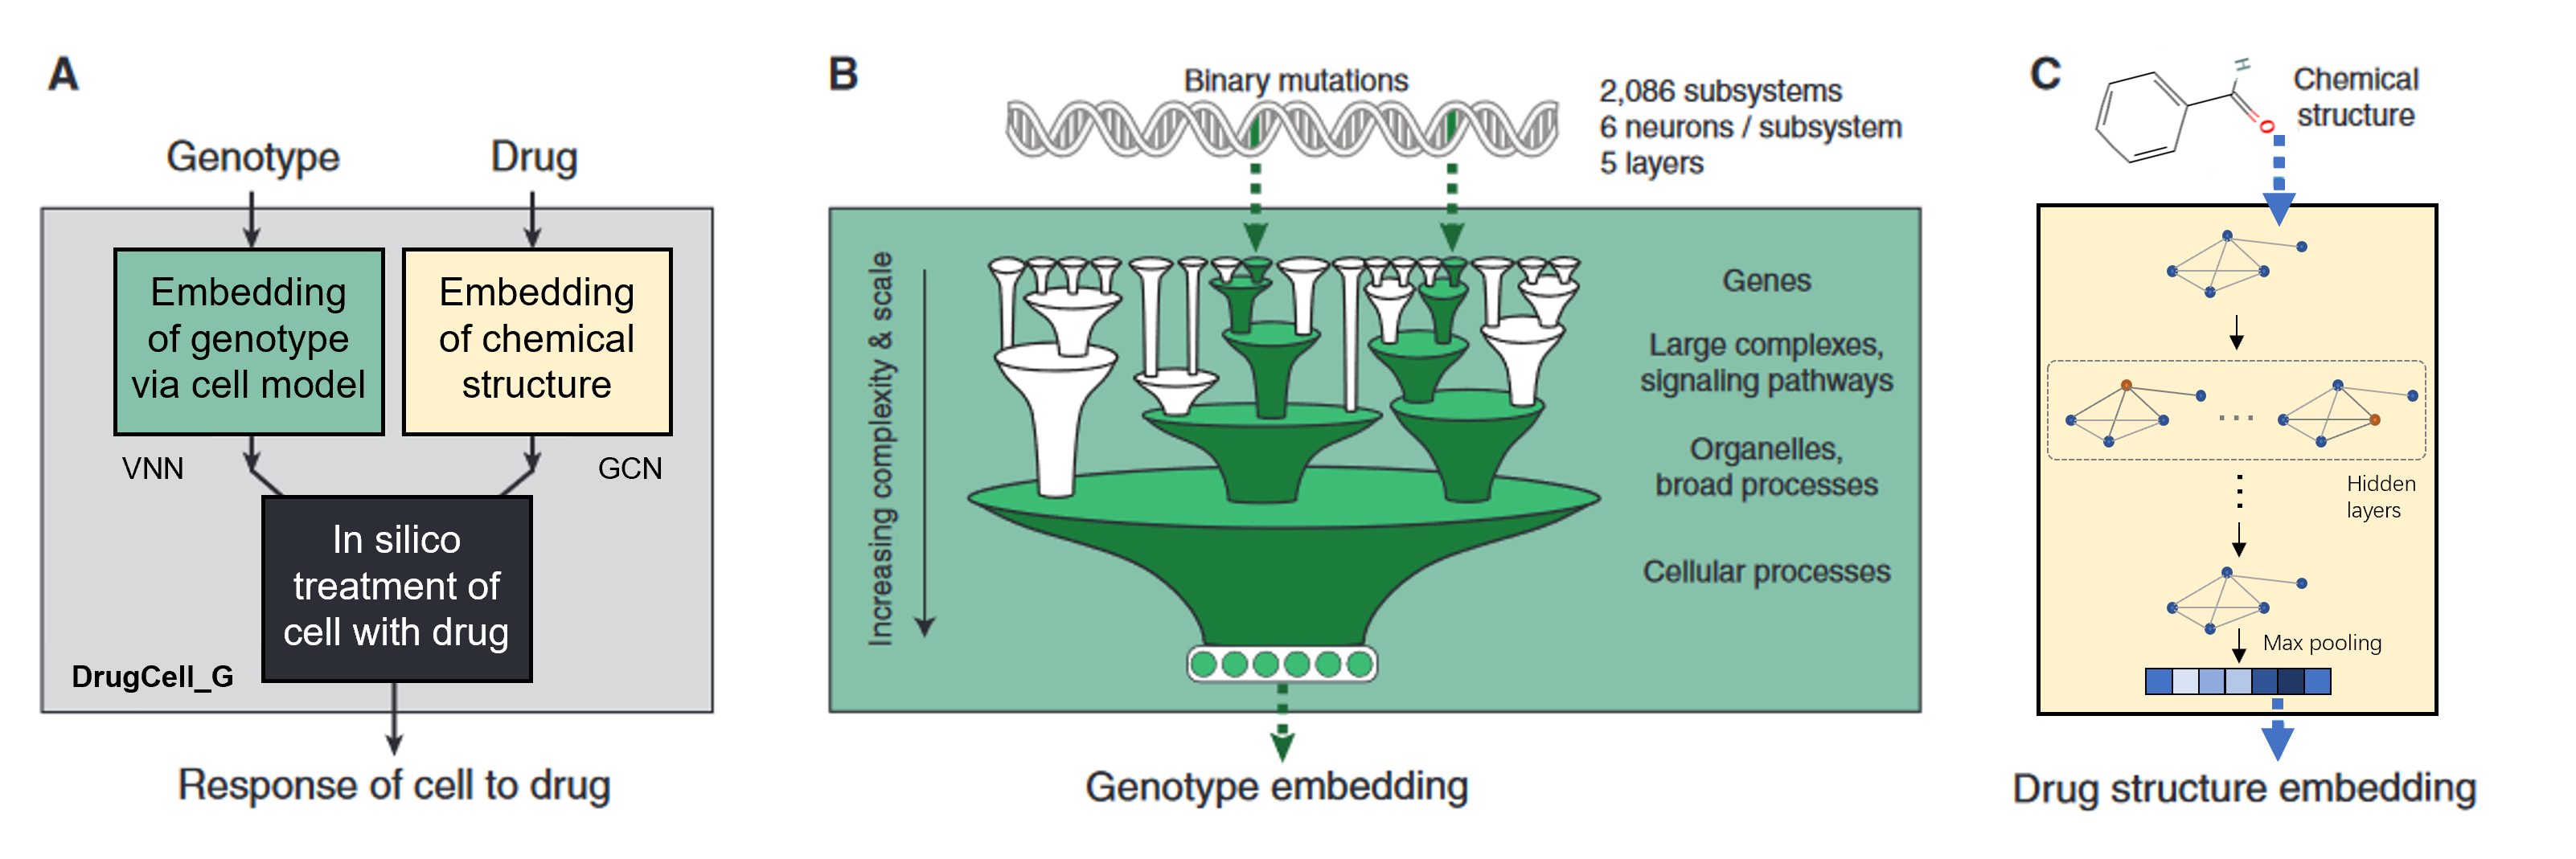 A
Genotype
Drug
Embedding
of genotype
via cell model
Embedding
of chemical
structure
VNN
GCN
In silico
treatment of
cell with drug
DrugCell_G
Response of cell to drug
B
Binary mutations
2,086 subsystems
6 neurons / subsystem
5 layers
Increasing complexity & scale
Genes
Large complexes,
signaling pathways
Organelles,
broad processes
Cellular processes
Genotype embedding
C
H
O
Chemical
structure
Hidden
layers
Max pooling
Drug structure embedding